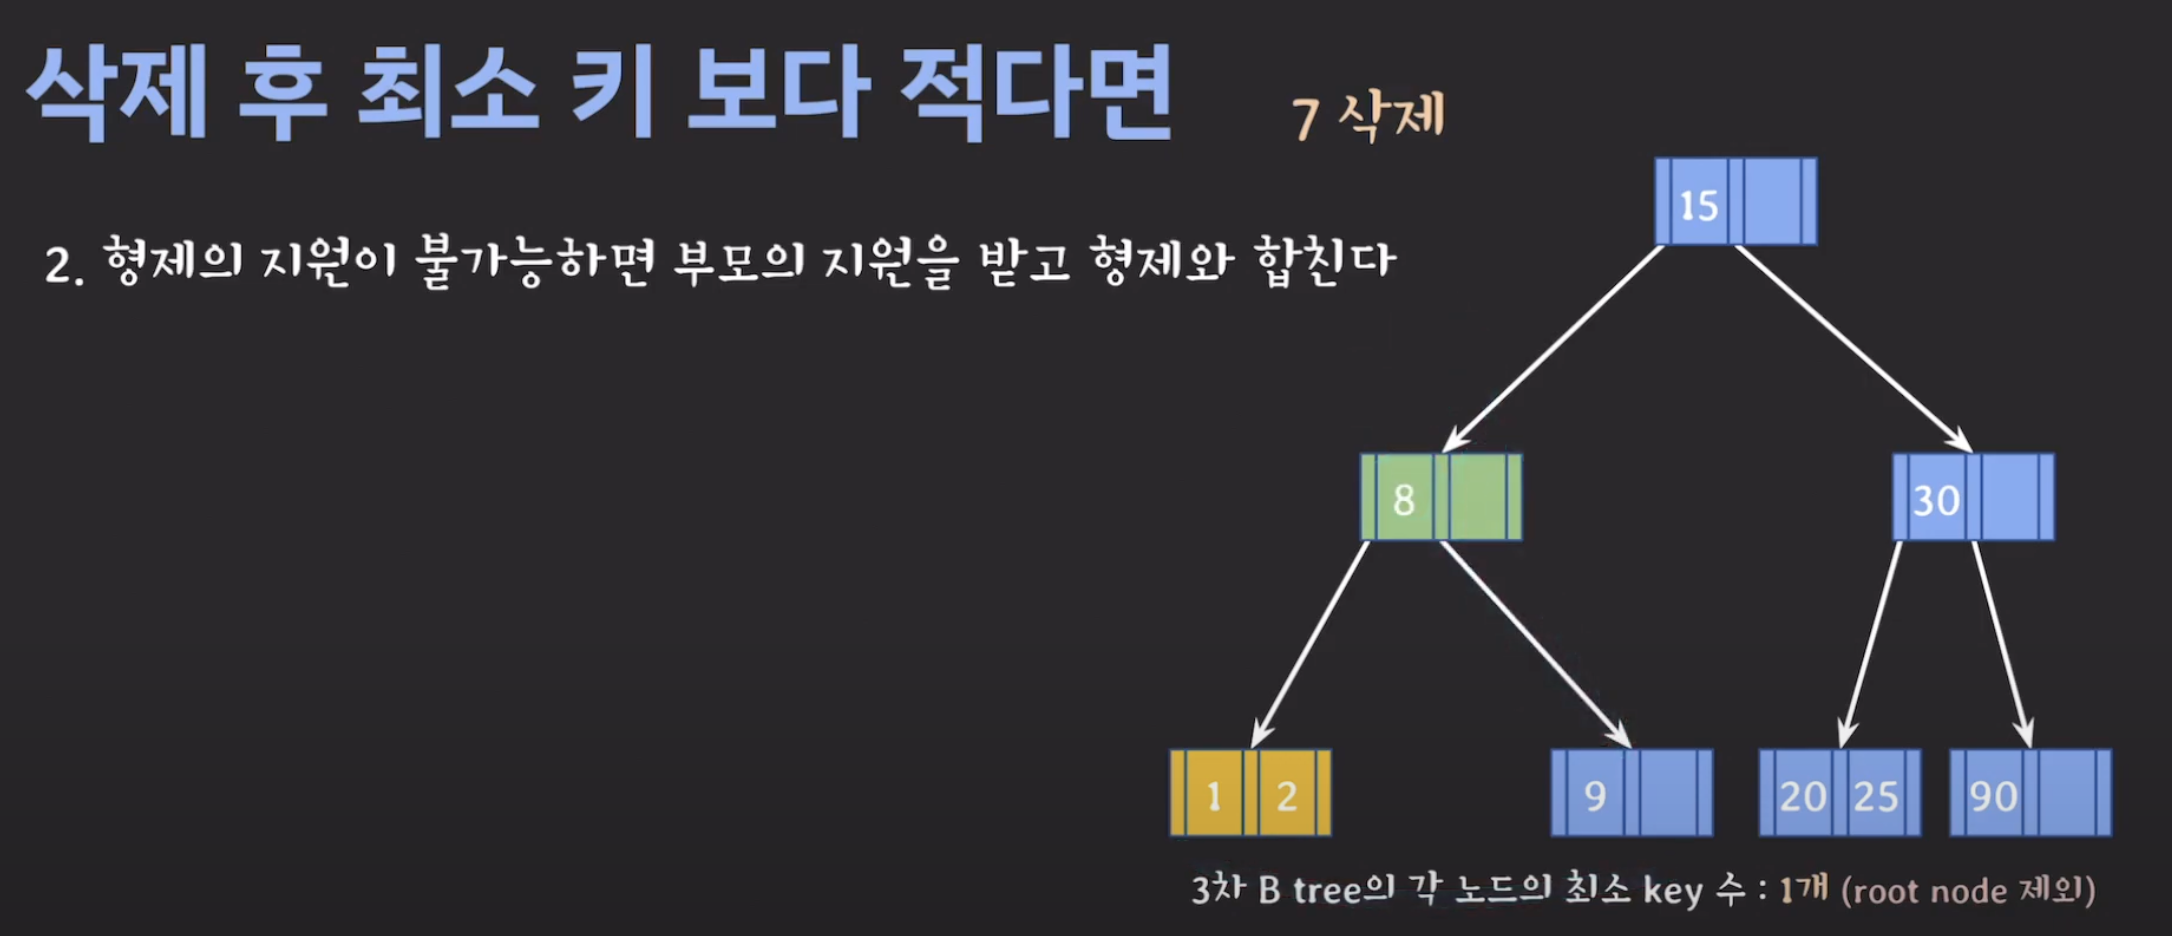 삭제 후 최소 키 보다 적다면
7 삭제
2. 형제의 지원이 불가능하면 부모의 지원을 받고 형제와 합친다
15
8
30
1 2
9
20 25
90
3차 B tree의 각 노드의 최소 key 수 : 1개 (root node 제외)